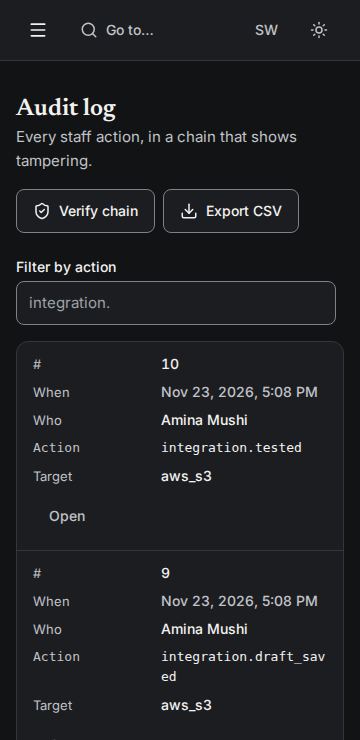 Go to...
SW
Audit log
Every staff action, in a chain that shows
tampering.
Verify chain
Export CSV
Filter by action
integration.
# 10
When Nov 23, 2026, 5:08 PM
Who Amina Mushi
Action integration.tested
Target aws_s3
Open
# 9
When Nov 23, 2026, 5:08 PM
Who Amina Mushi
Action integration.draft_sav
ed
Target aws_s3